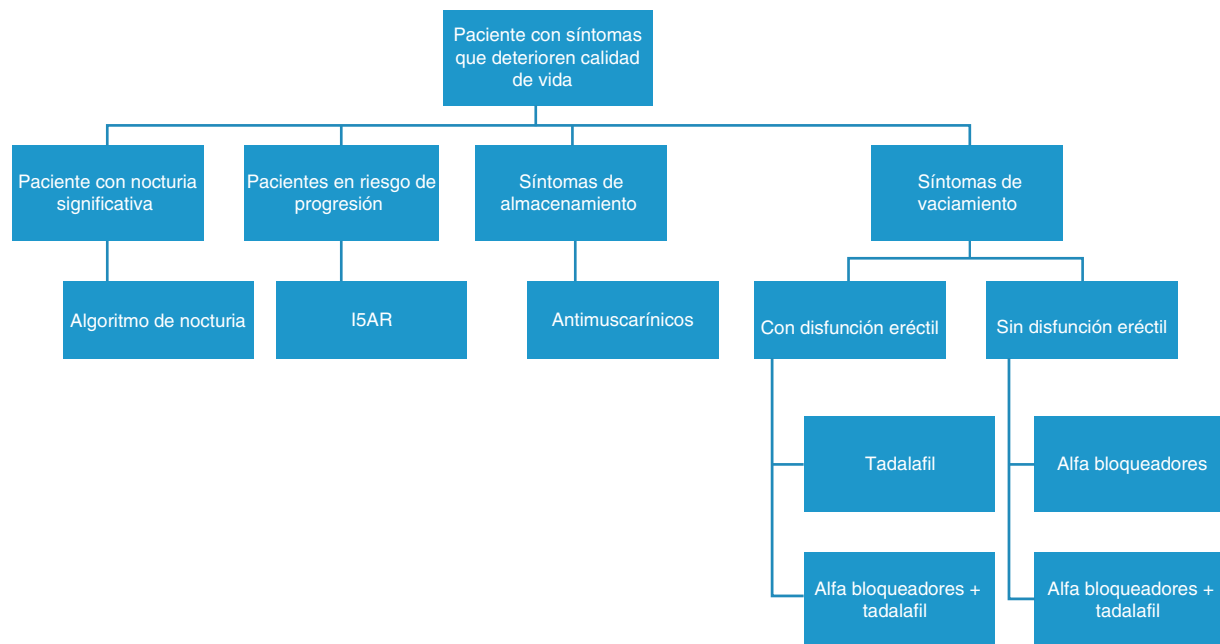 Paciente con síntomas
que deterioren calidad
de vida
Paciente con nocturia
significativa
Pacientes en riesgo de
progresión
Síntomas de
almacenamiento
Síntomas de
vaciamiento
Algoritmo de nocturia
I5AR
Antimuscarínicos
Con disfunción eréctil
Sin disfunción eréctil
Tadalafil
Alfa bloqueadores
Alfa bloqueadores +
tadalafil
Alfa bloqueadores +
tadalafil